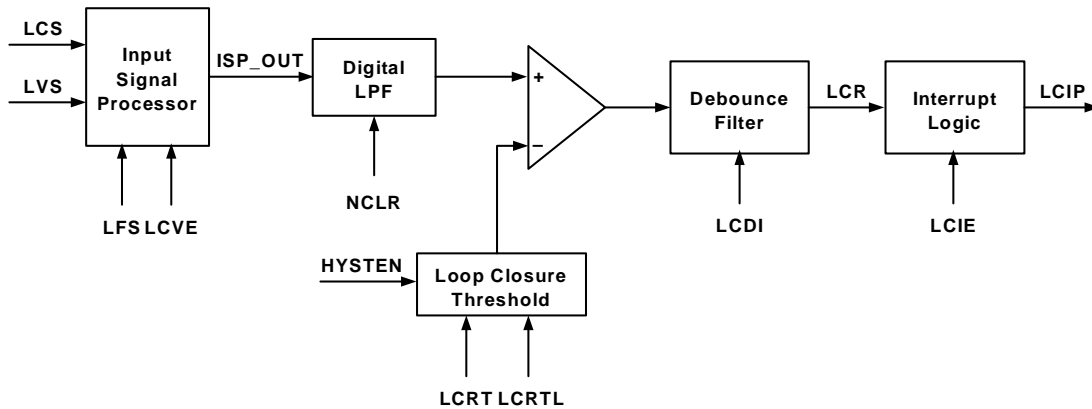 LCS
LVS
Input
Signal
Processor
LFS LCVE
ISP_OUT
Digital
LPF
NCLR
+
–
HYSTEN
Loop Closure
Threshold
LCRT LCRTL
Debounce
Filter
LCDI
LCR
Interrupt
Logic
LCIE
LCIP